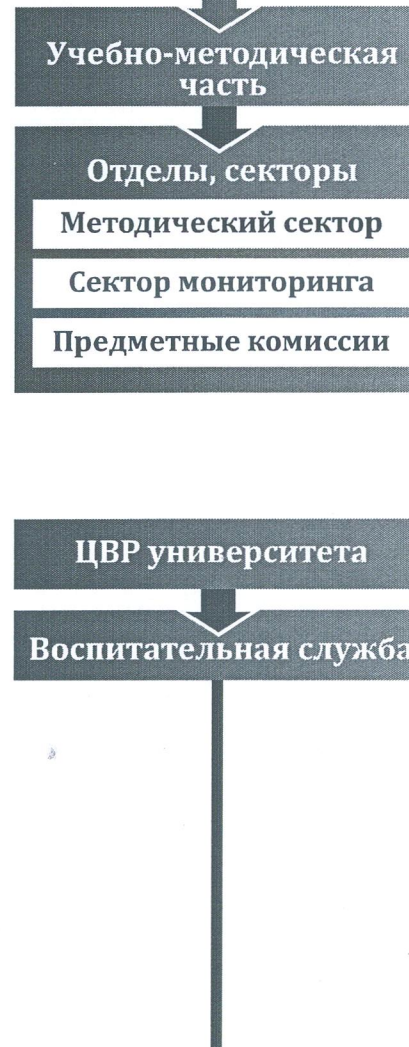 Учебно-методическая
часть
Отделы, секторы
Методический сектор
Сектор мониторинга
Предметные комиссии
ЦВР университета
Воспитательная служба